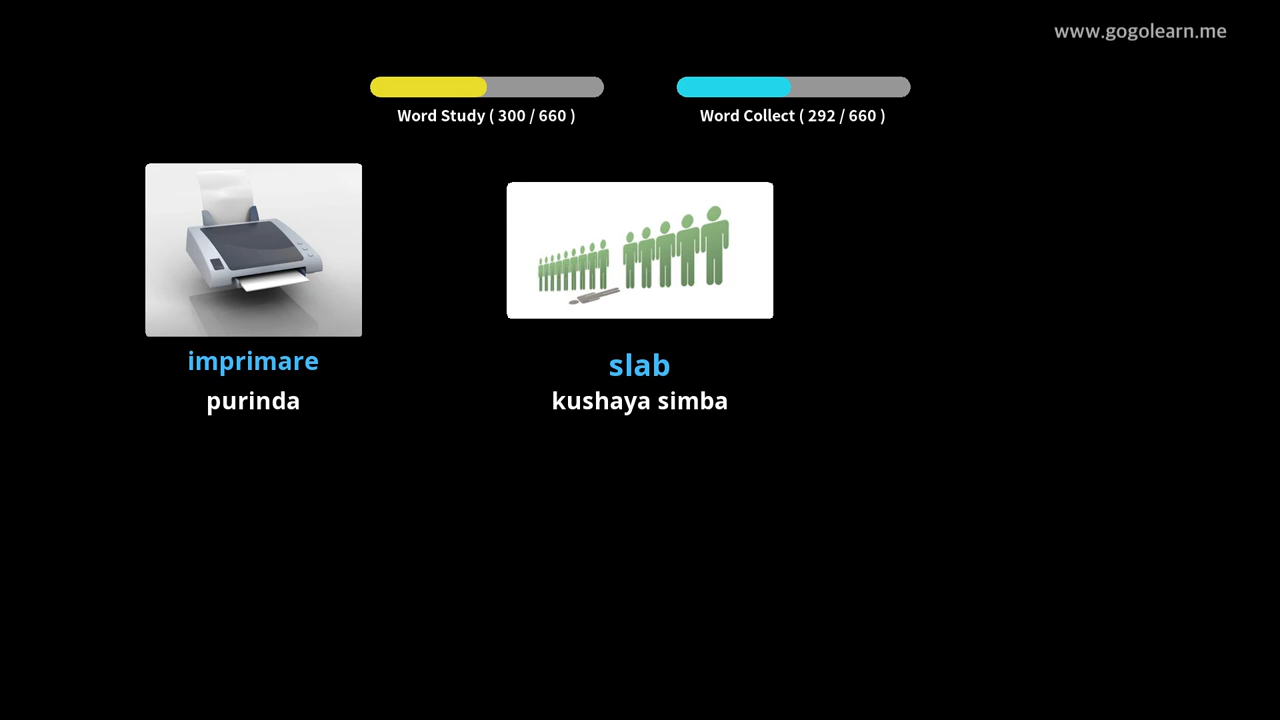 www.gogolearn.me
Word Study ( 300 / 660 )
Word Collect ( 292 / 660 )
imprimare
purinda
slab
kushaya simba